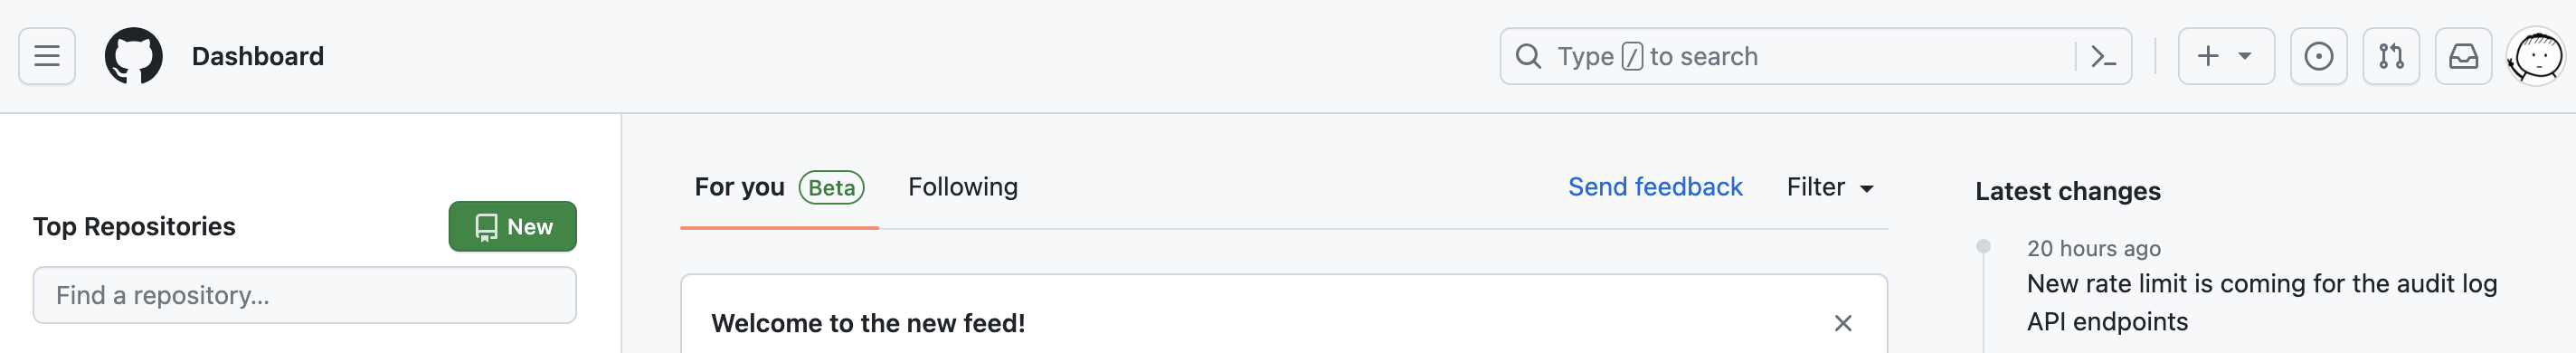 Dashboard
Type / to search
For you Beta Following Send feedback Filter
Top Repositories New
Find a repository...
Welcome to the new feed!
Latest changes
20 hours ago
New rate limit is coming for the audit log
API endpoints